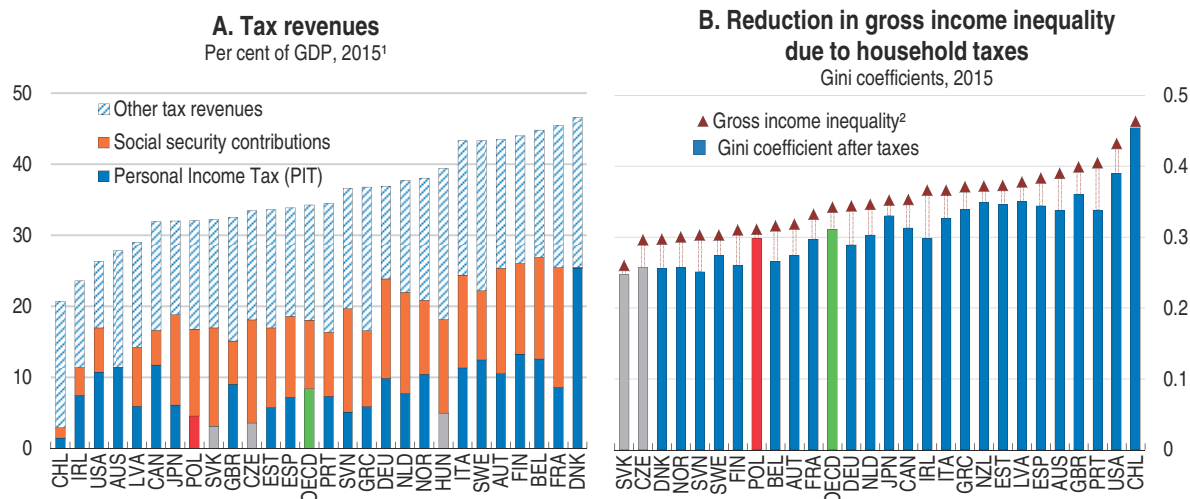 A. Tax revenues
Per cent of GDP, 2015¹
50
40
30
20
10
0
Other tax revenues
Social security contributions
Personal Income Tax (PIT)
CHL IRL USA AUS LVA CAN JPN POL SVK GBR CZE EST ESP OECD PRT SVN GRC DEU NLD NOR HUN ITA SWE AUT FIN BEL FRA DNK
B. Reduction in gross income inequality
due to household taxes
Gini coefficients, 2015
0.5
0.4
0.3
0.2
0.1
0
Gross income inequality²
Gini coefficient after taxes
SVK CZE DNK NOR SVN SWE FIN POL BEL AUT FRA OECD DEU NLD JPN CAN IRL ITA GRC NZL EST LVA ESP AUS GBR PRT USA CHL